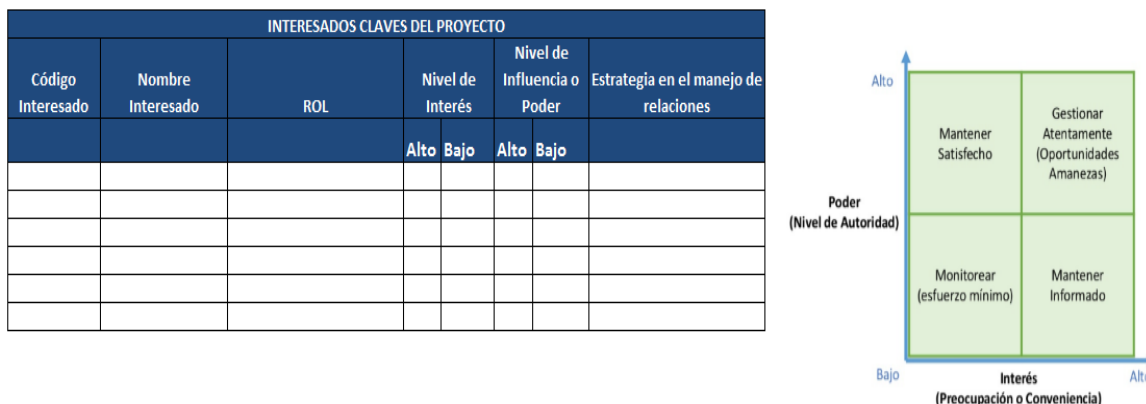 INTERESADOS CLAVES DEL PROYECTO
Código
Interesado
Nombre
Interesado
ROL
Nivel de
Interés
Nivel de
Influencia o
Poder
Estrategia en el manejo de
relaciones
Alto Bajo
Alto Bajo
Alto
Mantener
Satisfecho
Gestionar
Atentamente
(Oportunidades
Amanezas)
Poder
(Nivel de Autoridad)
Monitorear
(esfuerzo mínimo)
Mantener
Informado
Bajo
Interés
(Preocupación o Conveniencia)
Alto